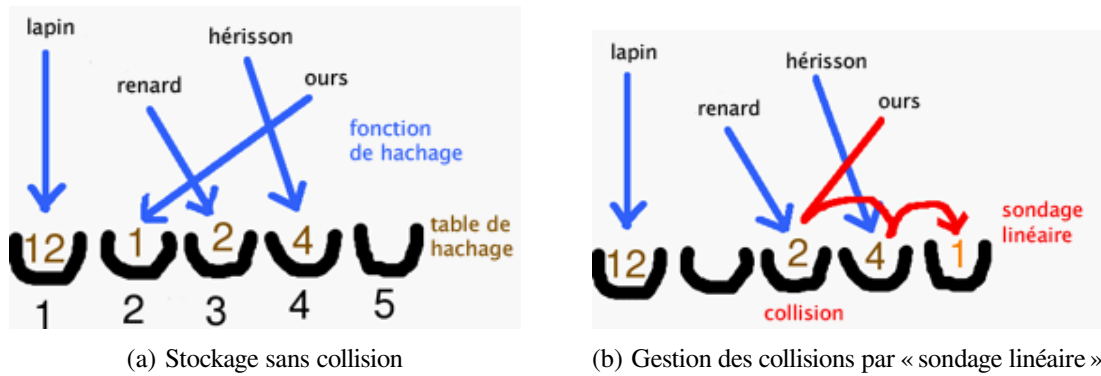 lapin
hérisson
renard
ours
fonction
de hachage
12
1
2
4
table de
hachage
1
2
3
4
5
(a) Stockage sans collision
lapin
hérisson
renard
ours
sondage
linéaire
12
2
4
1
collision
(b) Gestion des collisions par « sondage linéaire »